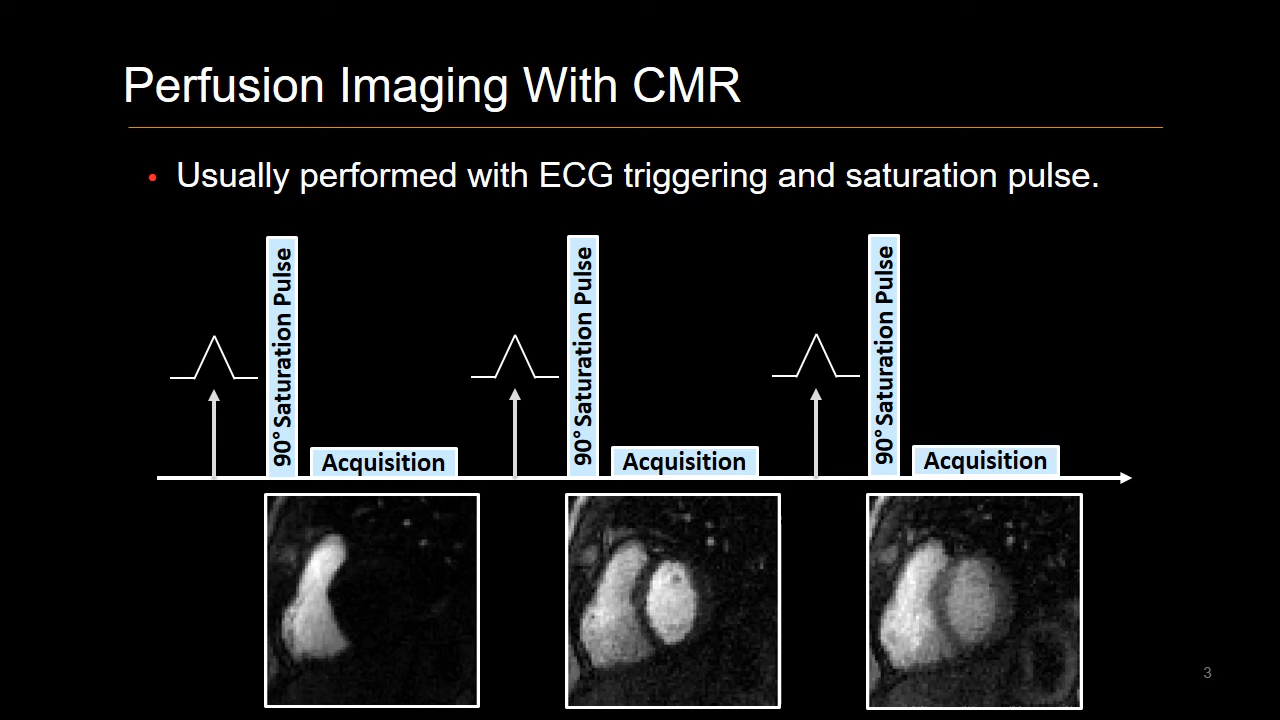 Perfusion Imaging With CMR
• Usually performed with ECG triggering and saturation pulse.
90° Saturation Pulse
Acquisition
90° Saturation Pulse
Acquisition
90° Saturation Pulse
Acquisition
3